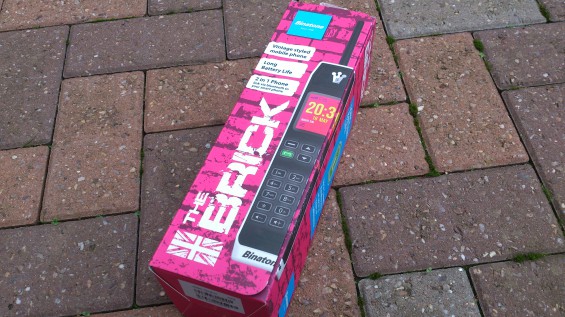 Binatone
Vintage styled
mobile phone
Long
Battery Life
2 in 1 Phone
20:3
THE
BRICK
Binatone